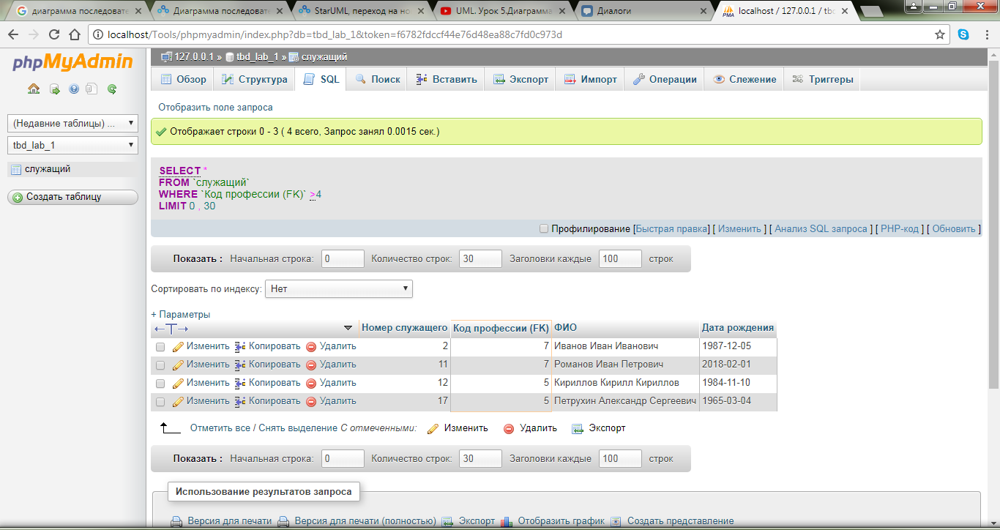 диаграмма последовате
Диаграмма последоват
StarUML, переход на но
UML. Урок 5.Диаграмма
Диалоги
localhost / 127.0.0.1 / tbd
localhost/Tools/phpmyadmin/index.php?db=tbd_lab_1&token=f6782fdccf44e76d48ea88c7fd0c973d
phpMyAdmin
(Недавние таблицы) ...
tbd_lab_1
служащий
Создать таблицу
127.0.0.1 » tbd_lab_1 » служащий
Обзор Структура SQL Поиск Вставить Экспорт Импорт Операции Слежение Триггеры
Отобразить поле запроса
Отображает строки 0 - 3 ( 4 всего, Запрос занял 0.0015 сек.)
SELECT *
FROM `служащий`
WHERE `Код профессии (FK)` >4
LIMIT 0 , 30
Профилирование [Быстрая правка] [ Изменить ] [ Анализ SQL запроса ] [ PHP-код ] [ Обновить ]
Показать : Начальная строка: 0 Количество строк: 30 Заголовки каждые 100 строк
Сортировать по индексу: Нет
+ Параметры
←T→ Номер служащего Код профессии (FK) ФИО Дата рождения
Изменить Копировать Удалить 2 7 Иванов Иван Иванович 1987-12-05
Изменить Копировать Удалить 11 7 Романов Иван Петрович 2018-02-01
Изменить Копировать Удалить 12 5 Кириллов Кирилл Кириллов 1984-11-10
Изменить Копировать Удалить 17 5 Петрухин Александр Сергеевич 1965-03-04
Отметить все / Снять выделение С отмеченными: Изменить Удалить Экспорт
Показать : Начальная строка: 0 Количество строк: 30 Заголовки каждые 100 строк
Использование результатов запроса
Версия для печати Версия для печати (полностью) Экспорт Отобразить график Создать представление